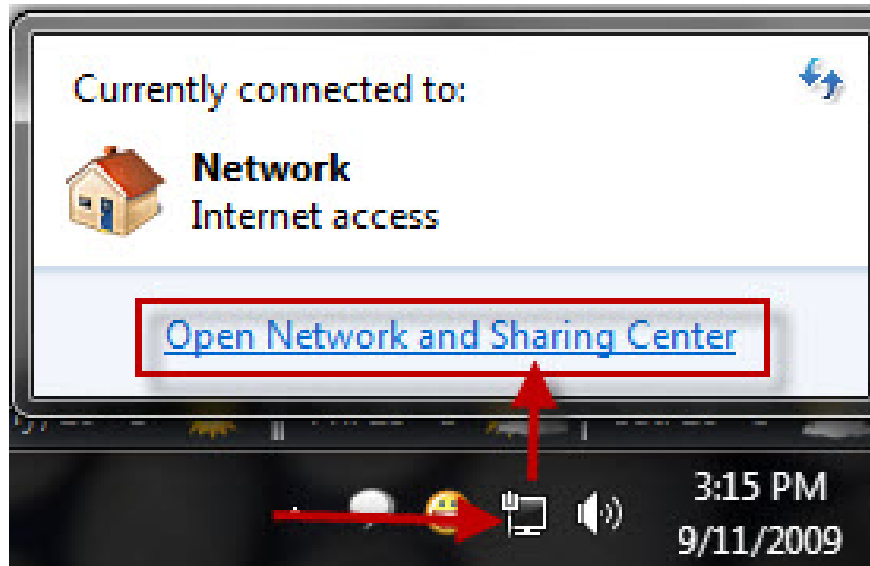 Currently connected to:
Network
Internet access
Open Network and Sharing Center
3:15 PM
9/11/2009